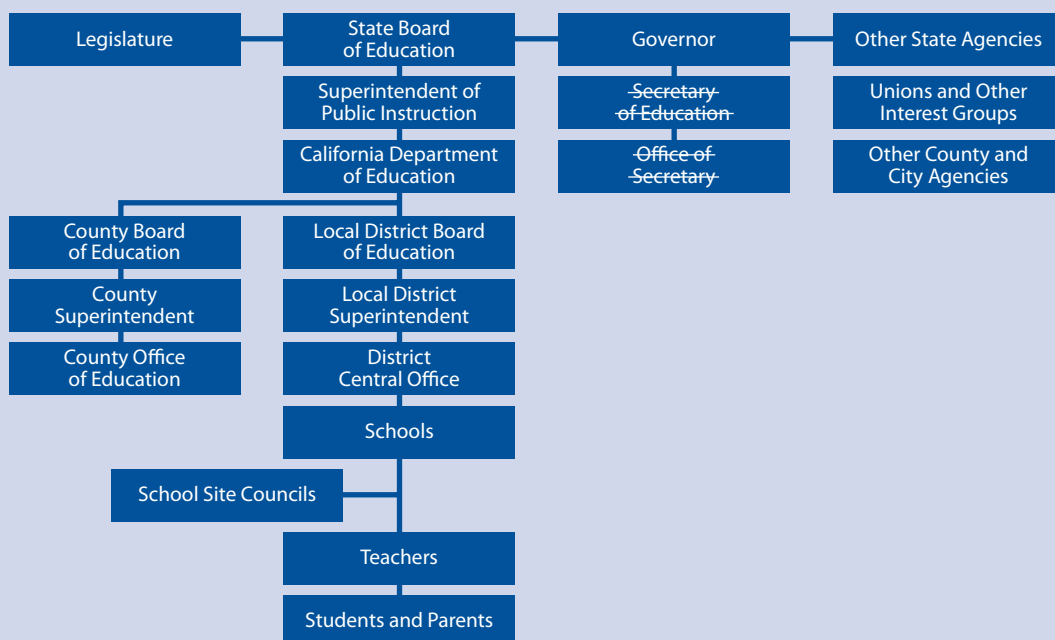 Legislature
State Board
of Education
Governor
Other State Agencies
Superintendent of
Public Instruction
Secretary
of Education
Unions and Other
Interest Groups
California Department
of Education
Office of
Secretary
Other County and
City Agencies
County Board
of Education
Local District Board
of Education
County
Superintendent
Local District
Superintendent
County Office
of Education
District
Central Office
Schools
School Site Councils
Teachers
Students and Parents